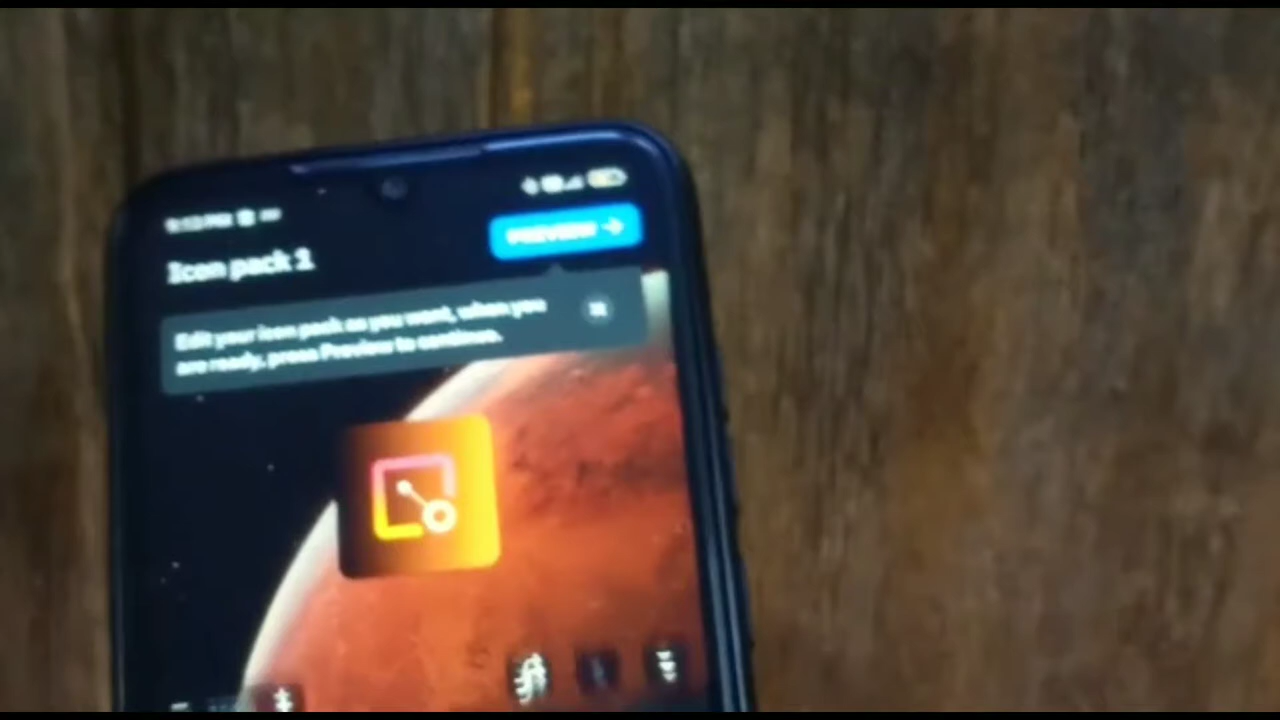 PREVIEW →
Icon pack 1
Edit your icon pack as you want, when you
are ready, press Preview to continue.